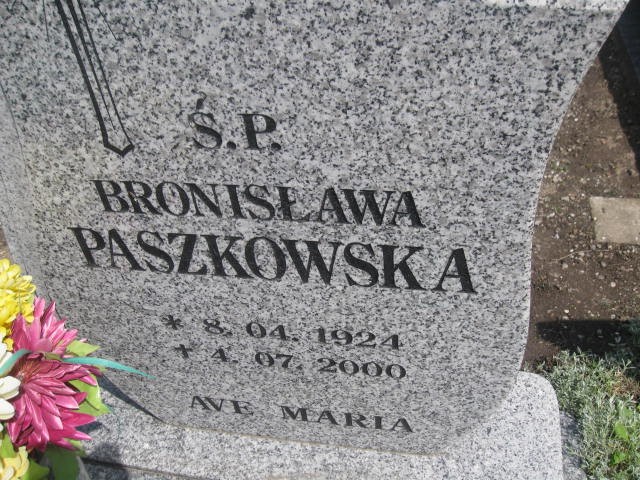 Ś.P.
BRONISŁAWA
PASZKOWSKA
* 8. 04. 1924
+ 4. 07. 2000
AVE MARIA